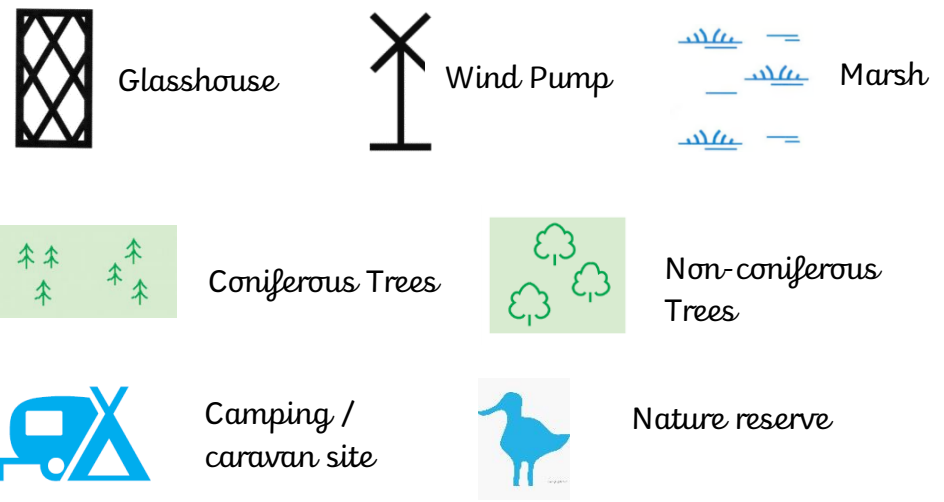 Glasshouse
Wind Pump
Marsh
Coniferous Trees
Non-coniferous
Trees
Camping /
caravan site
Nature reserve